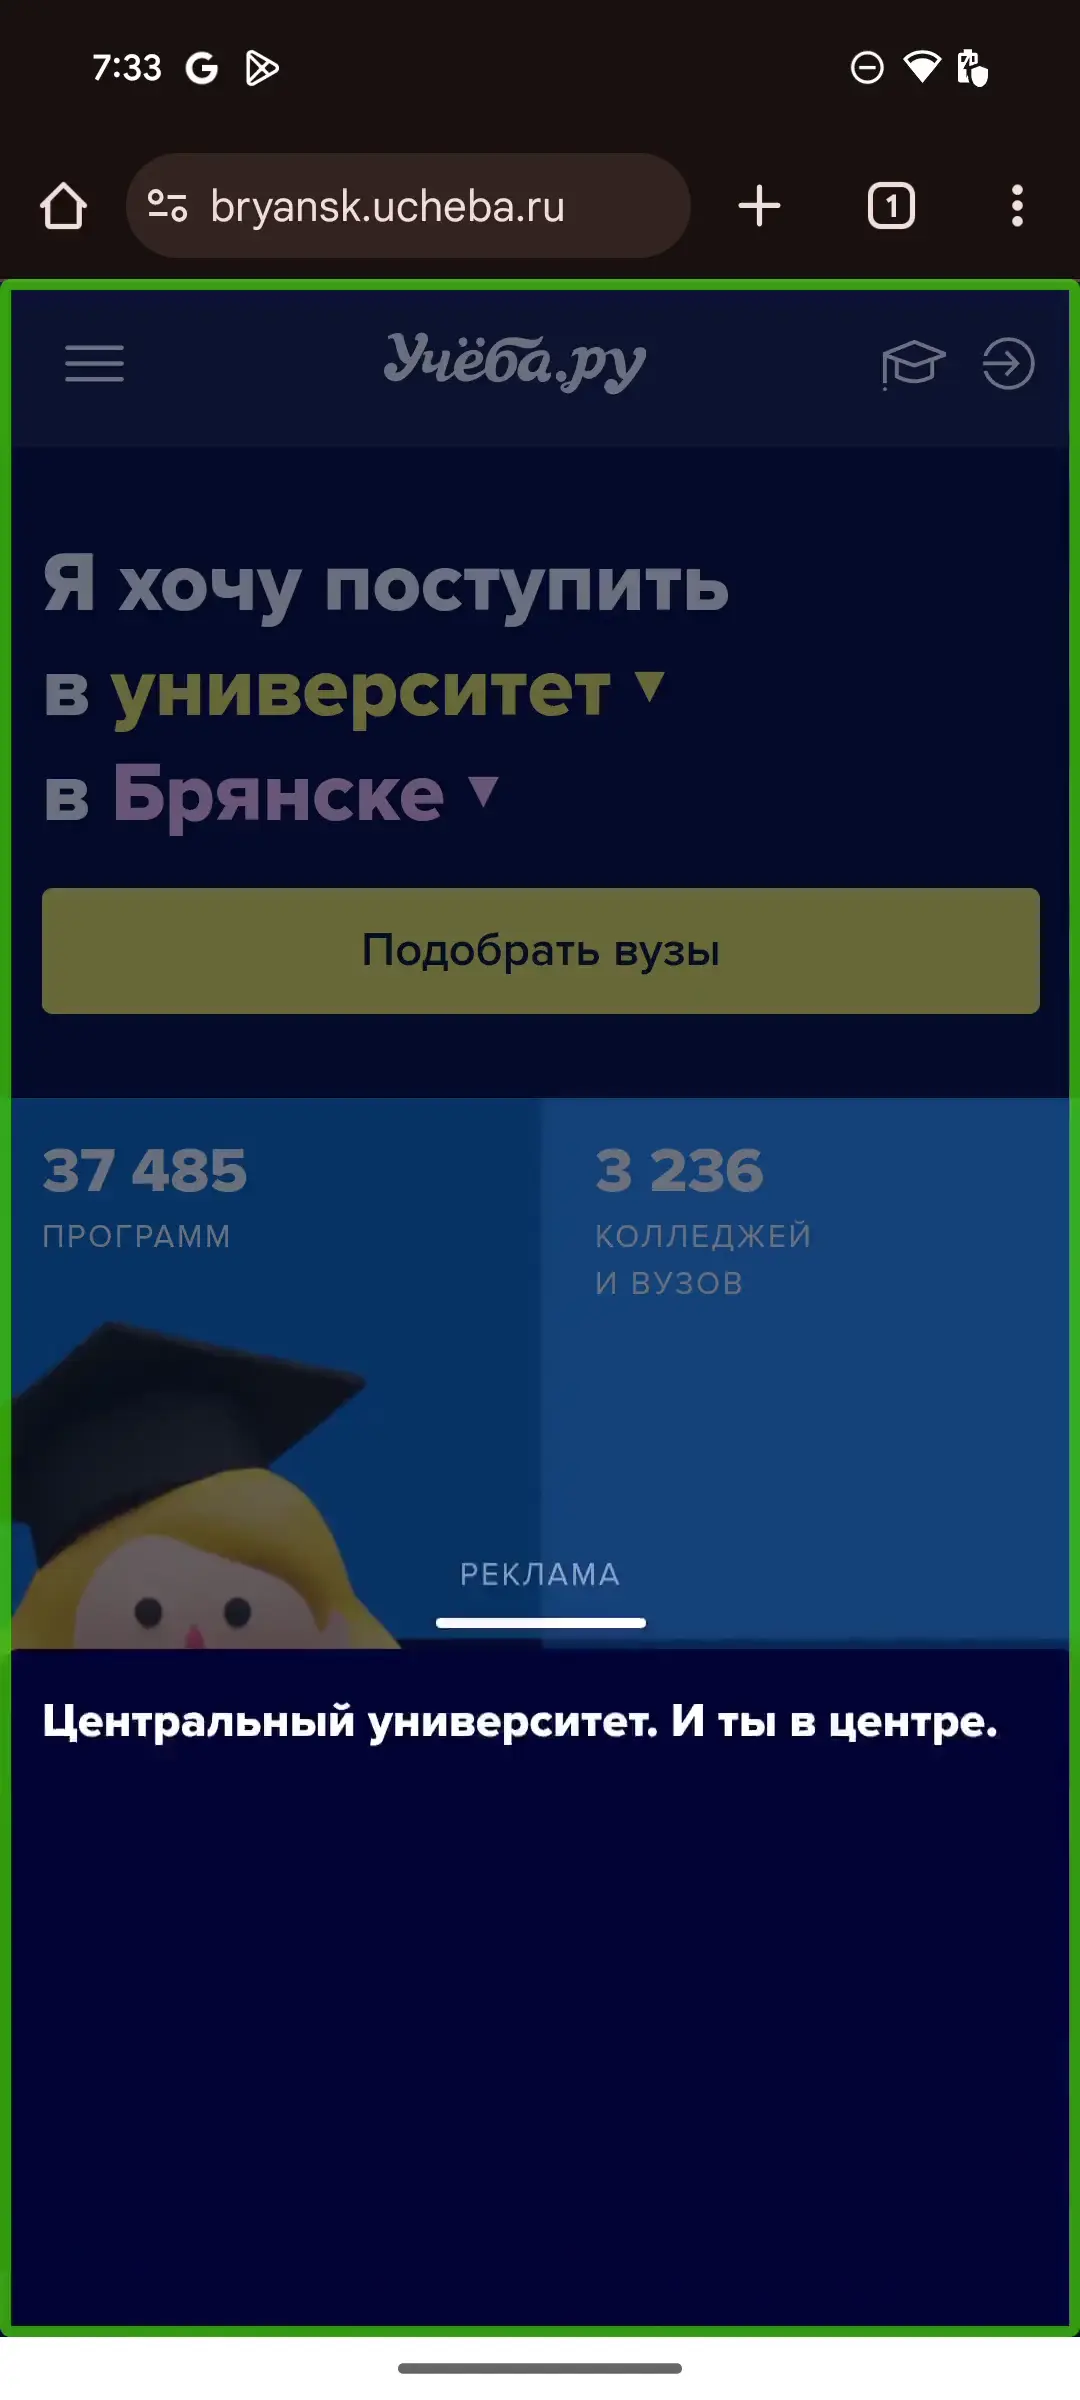 7:33
bryansk.ucheba.ru
1
Учёба.ру
Я хочу поступить
в университет ▼
в Брянске ▼
Подобрать вузы
37 485
ПРОГРАММ
3 236
КОЛЛЕДЖЕЙ
И ВУЗОВ
РЕКЛАМА
Центральный университет. И ты в центре.